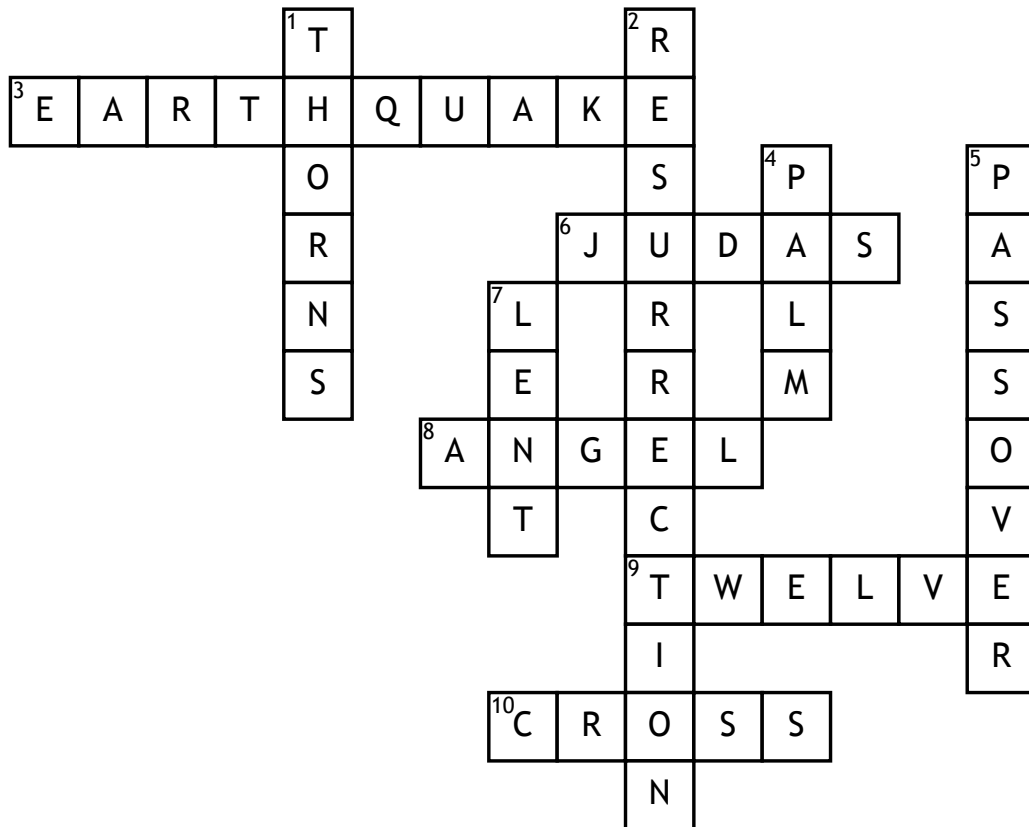 1 T 2 R
3 E A R T H Q U A K E
O S 4 P 5 P
R 6 J U D A S A
N 7 L R L S
S E R M S
8 A N G E L O
T C V
9 T W E L V E
I R
10 C R O S S
N